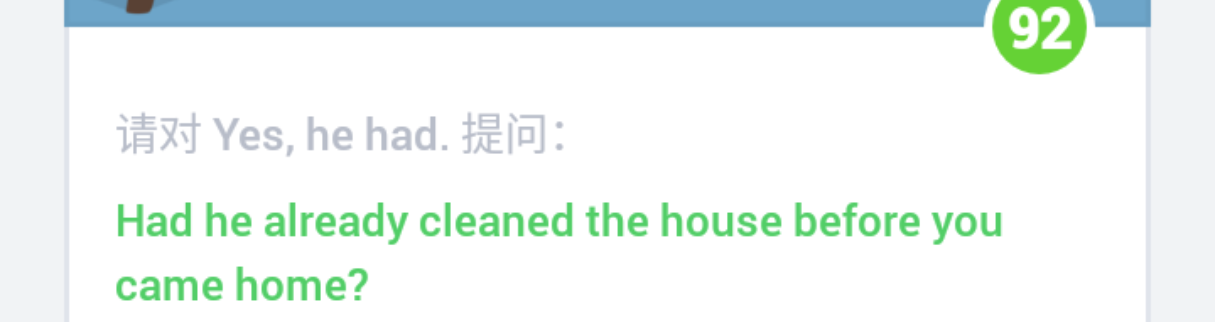 92
请对 Yes, he had. 提问：
Had he already cleaned the house before you
came home?